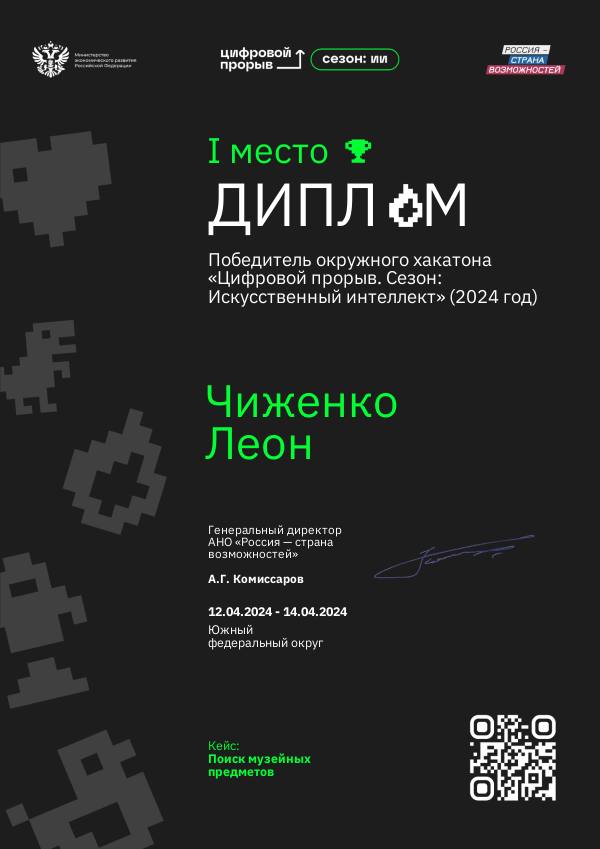 Министерство
экономического развития
Российской Федерации
цифровой
прорыв
сезон: ии
РОССИЯ –
СТРАНА
ВОЗМОЖНОСТЕЙ
I место
ДИПЛОМ
Победитель окружного хакатона
«Цифровой прорыв. Сезон:
Искусственный интеллект» (2024 год)
Чиженко
Леон
Генеральный директор
АНО «Россия — страна
возможностей»
А.Г. Комиссаров
12.04.2024 - 14.04.2024
Южный
федеральный округ
Кейс:
Поиск музейных
предметов